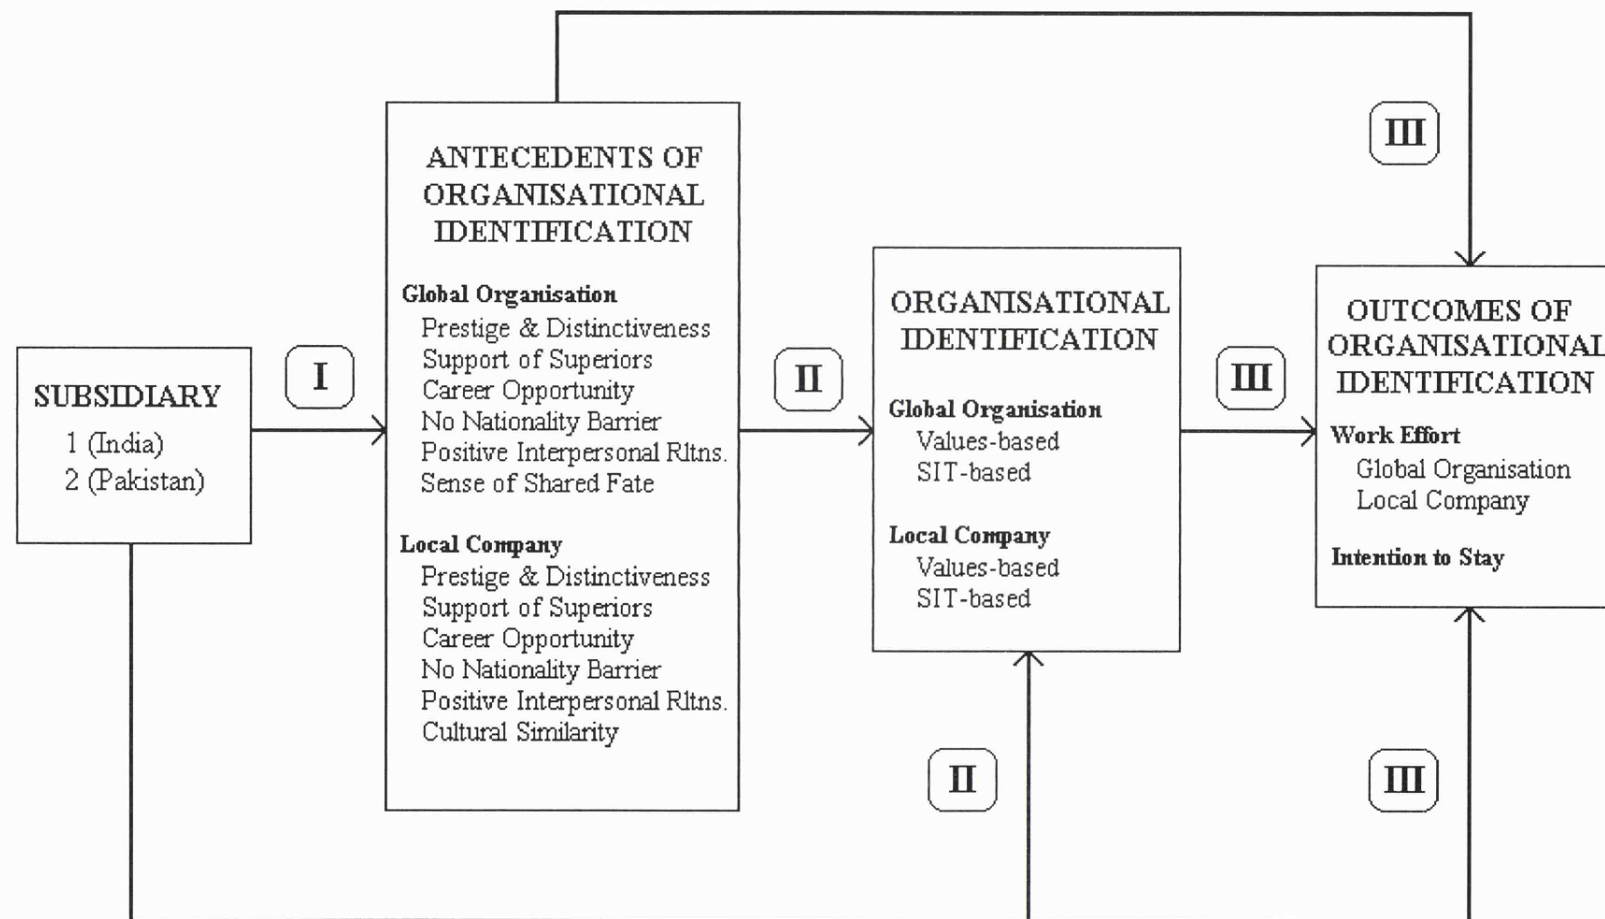 III
ANTECEDENTS OF
ORGANISATIONAL
IDENTIFICATION
Global Organisation
Prestige & Distinctiveness
Support of Superiors
Career Opportunity
No Nationality Barrier
Positive Interpersonal Rltns.
Sense of Shared Fate
Local Company
Prestige & Distinctiveness
Support of Superiors
Career Opportunity
No Nationality Barrier
Positive Interpersonal Rltns.
Cultural Similarity
SUBSIDIARY
1 (India)
2 (Pakistan)
I
II
ORGANISATIONAL
IDENTIFICATION
Global Organisation
Values-based
SIT-based
Local Company
Values-based
SIT-based
III
OUTCOMES OF
ORGANISATIONAL
IDENTIFICATION
Work Effort
Global Organisation
Local Company
Intention to Stay
II
III